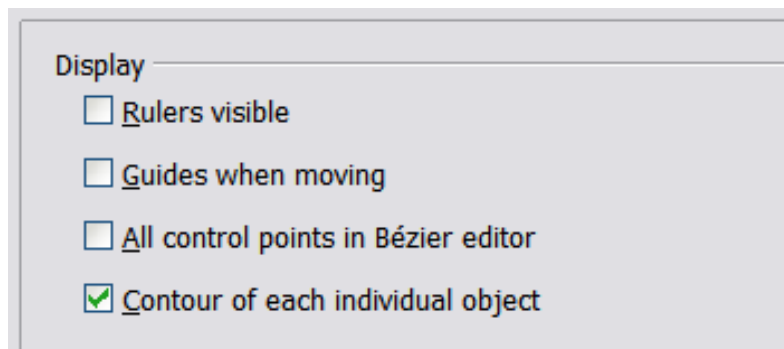 Display
Rulers visible
Guides when moving
All control points in Bézier editor
Contour of each individual object